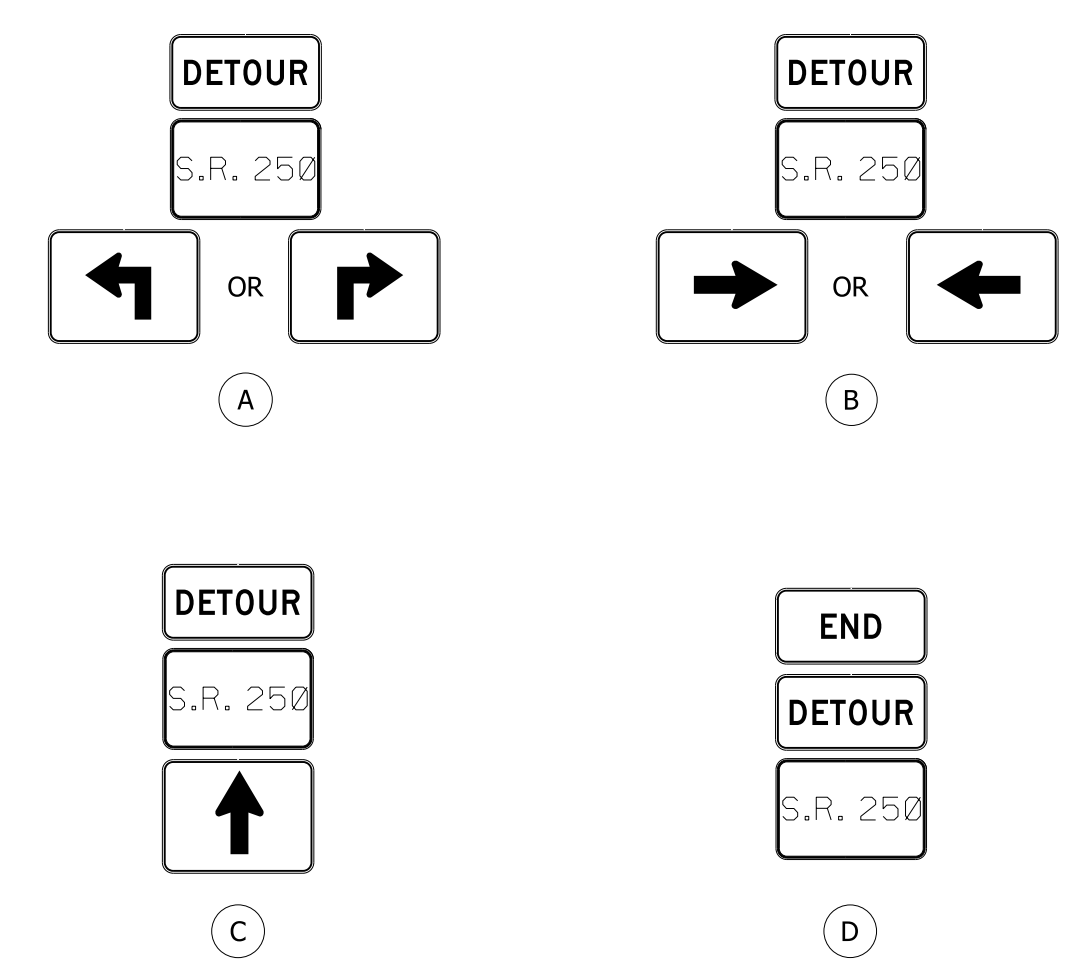 DETOUR
S.R. 250
OR
A
DETOUR
S.R. 250
OR
B
DETOUR
S.R. 250
C
END
DETOUR
S.R. 250
D